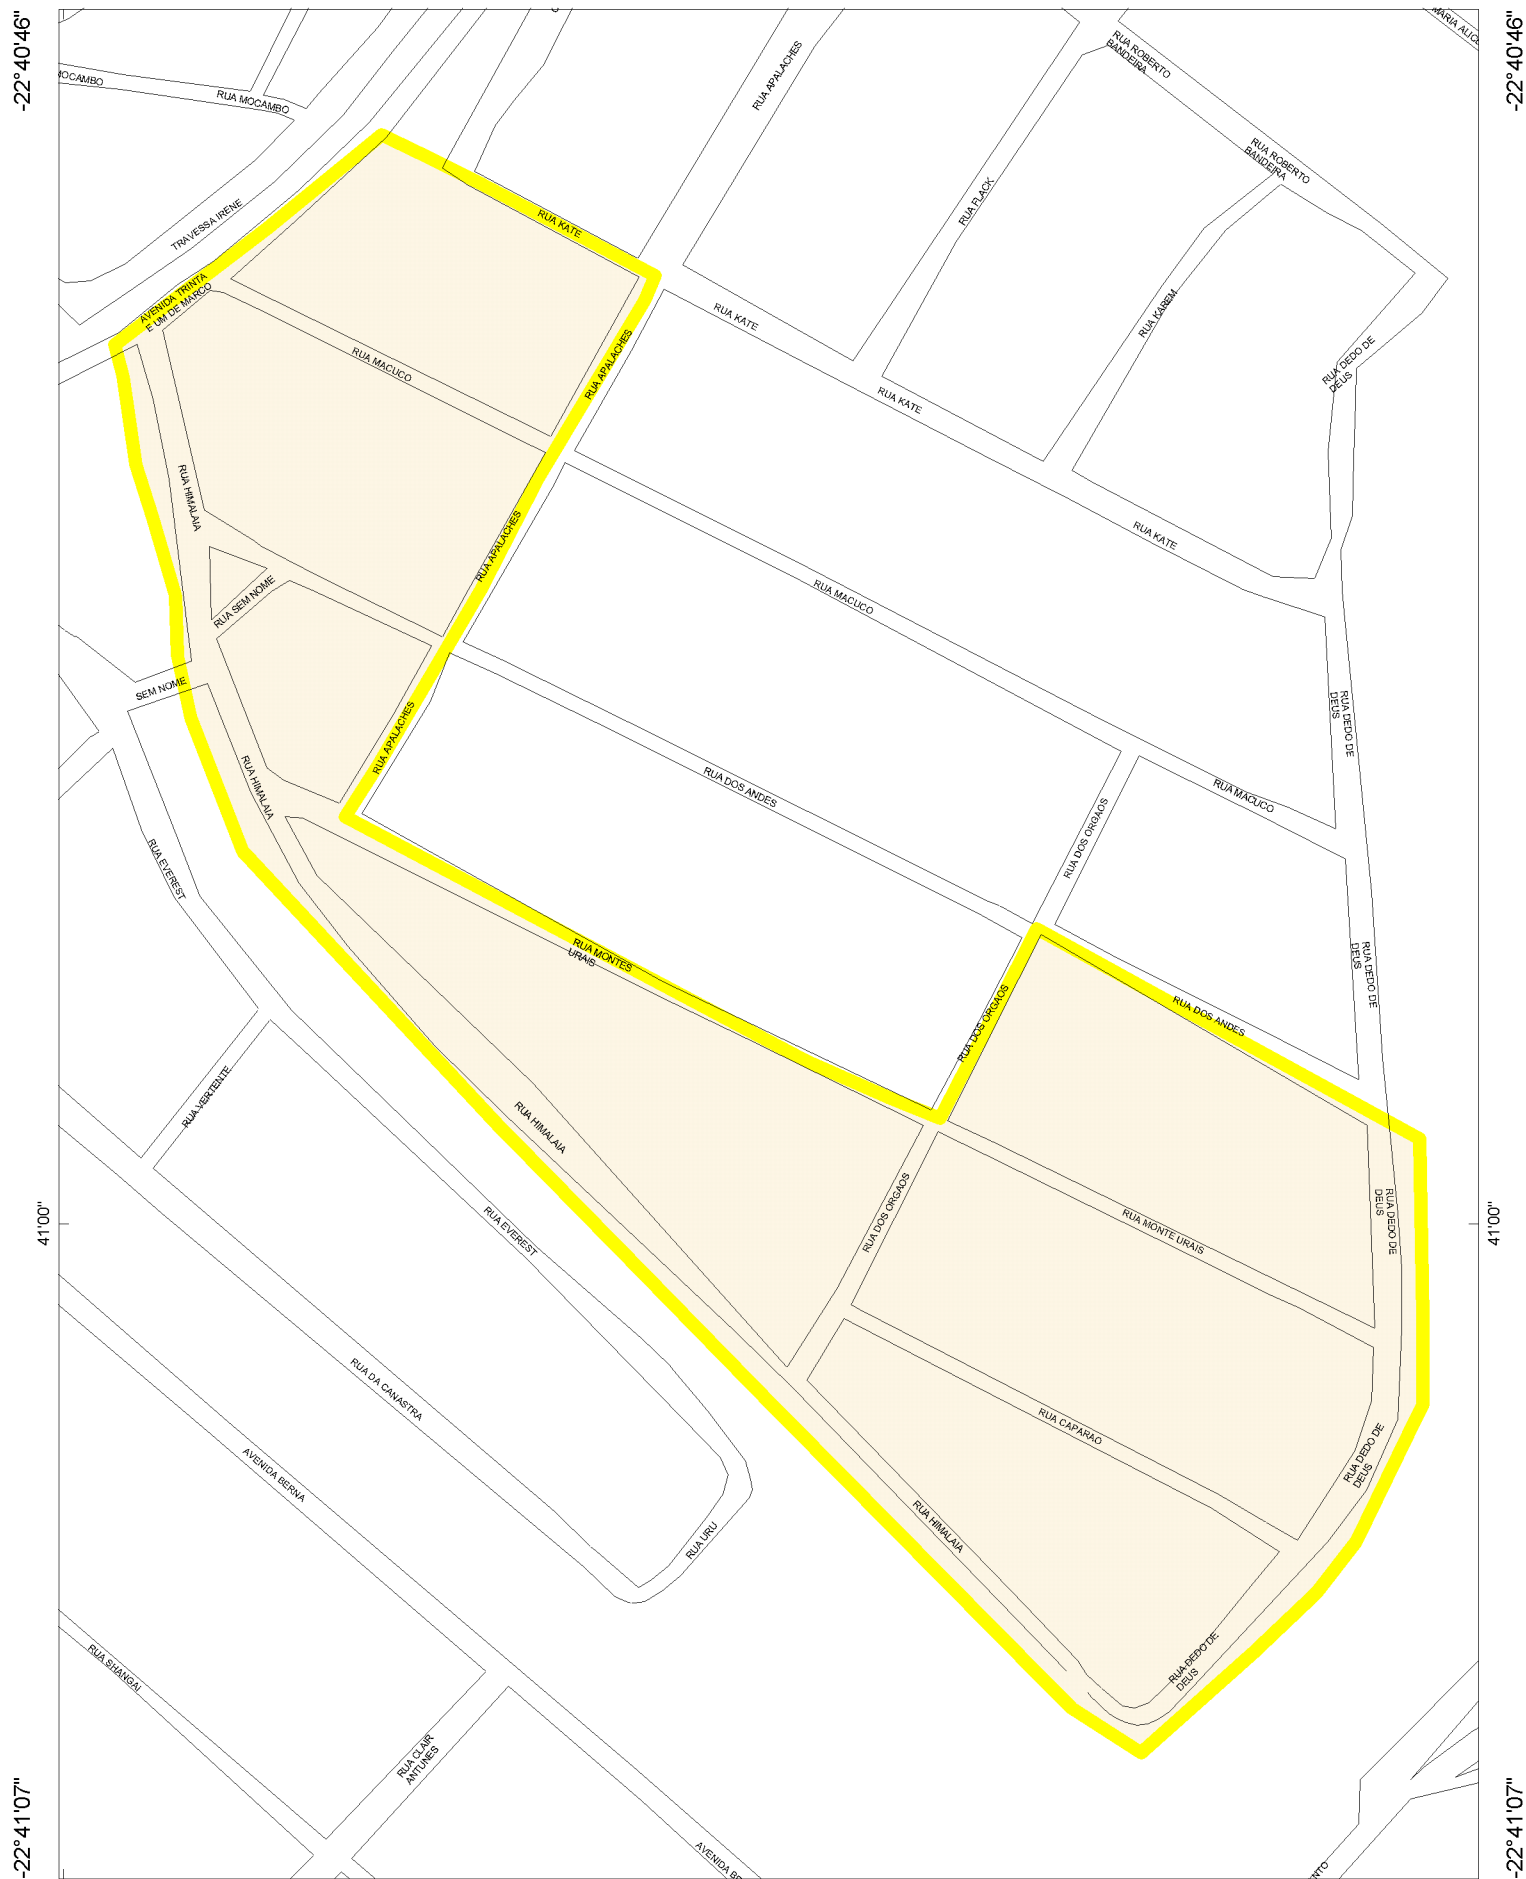 -22°40'46"
-22°40'46"
MARIA ALICE
RUA ROBERTO
BANDEIRA
RUA APALACHES
MOCAMBO
RUA MOCAMBO
RUA ROBERTO
BANDEIRA
RUA FLACK
TRAVESSA IRENE
RUA KATE
AVENIDA TRINTA
E UM DE MARCO
RUA KATE
RUA KAREM
RUA MACUCO
RUA APALACHES
RUA DEDO DE
DEUS
RUA KATE
RUA HIMALAIA
RUA APALACHES
RUA KATE
RUA SEM NOME
RUA MACUCO
SEM NOME
RUA APALACHES
RUA DEDO DE
DEUS
RUA HIMALAIA
RUA DOS ANDES
RUA MACUCO
RUA DOS ORGAOS
RUA EVEREST
RUA MONTES
URAIS
RUA DEDO DE
DEUS
RUA DOS ORGAOS
RUA DOS ANDES
RUA VERTENTE
RUA HIMALAIA
RUA DOS ORGAOS
RUA MONTE URAIS
RUA DEDO DE
DEUS
41'00"
41'00"
RUA EVEREST
RUA DA CANASTRA
RUA CAPARAO
RUA DEDO DE
DEUS
AVENIDA BERNA
RUA HIMALAIA
RUA URU
RUA DEDO DE
DEUS
RUA SHANGAI
RUA CLAIR
ANTUNES
-22°41'07"
-22°41'07"
AVENIDA BE
NTO